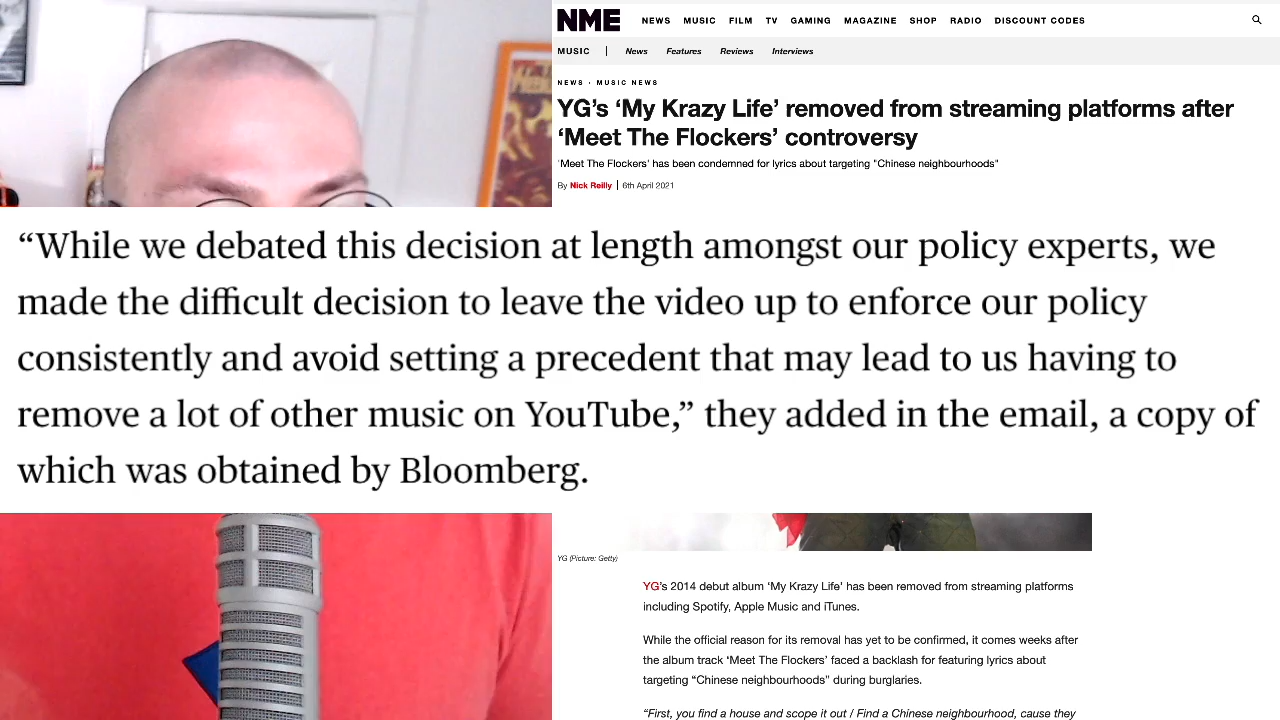 NME
NEWS MUSIC FILM TV GAMING MAGAZINE SHOP RADIO DISCOUNT CODES
MUSIC | News Features Reviews Interviews
NEWS · MUSIC NEWS
YG’s ‘My Krazy Life’ removed from streaming platforms after
‘Meet The Flockers’ controversy
'Meet The Flockers' has been condemned for lyrics about targeting "Chinese neighbourhoods"
By Nick Reilly | 6th April 2021
“While we debated this decision at length amongst our policy experts, we
made the difficult decision to leave the video up to enforce our policy
consistently and avoid setting a precedent that may lead to us having to
remove a lot of other music on YouTube,” they added in the email, a copy of
which was obtained by Bloomberg.
YG (Picture: Getty)
YG’s 2014 debut album ‘My Krazy Life’ has been removed from streaming platforms
including Spotify, Apple Music and iTunes.
While the official reason for its removal has yet to be confirmed, it comes weeks after
the album track ‘Meet The Flockers’ faced a backlash for featuring lyrics about
targeting “Chinese neighbourhoods” during burglaries.
“First, you find a house and scope it out / Find a Chinese neighbourhood, cause they